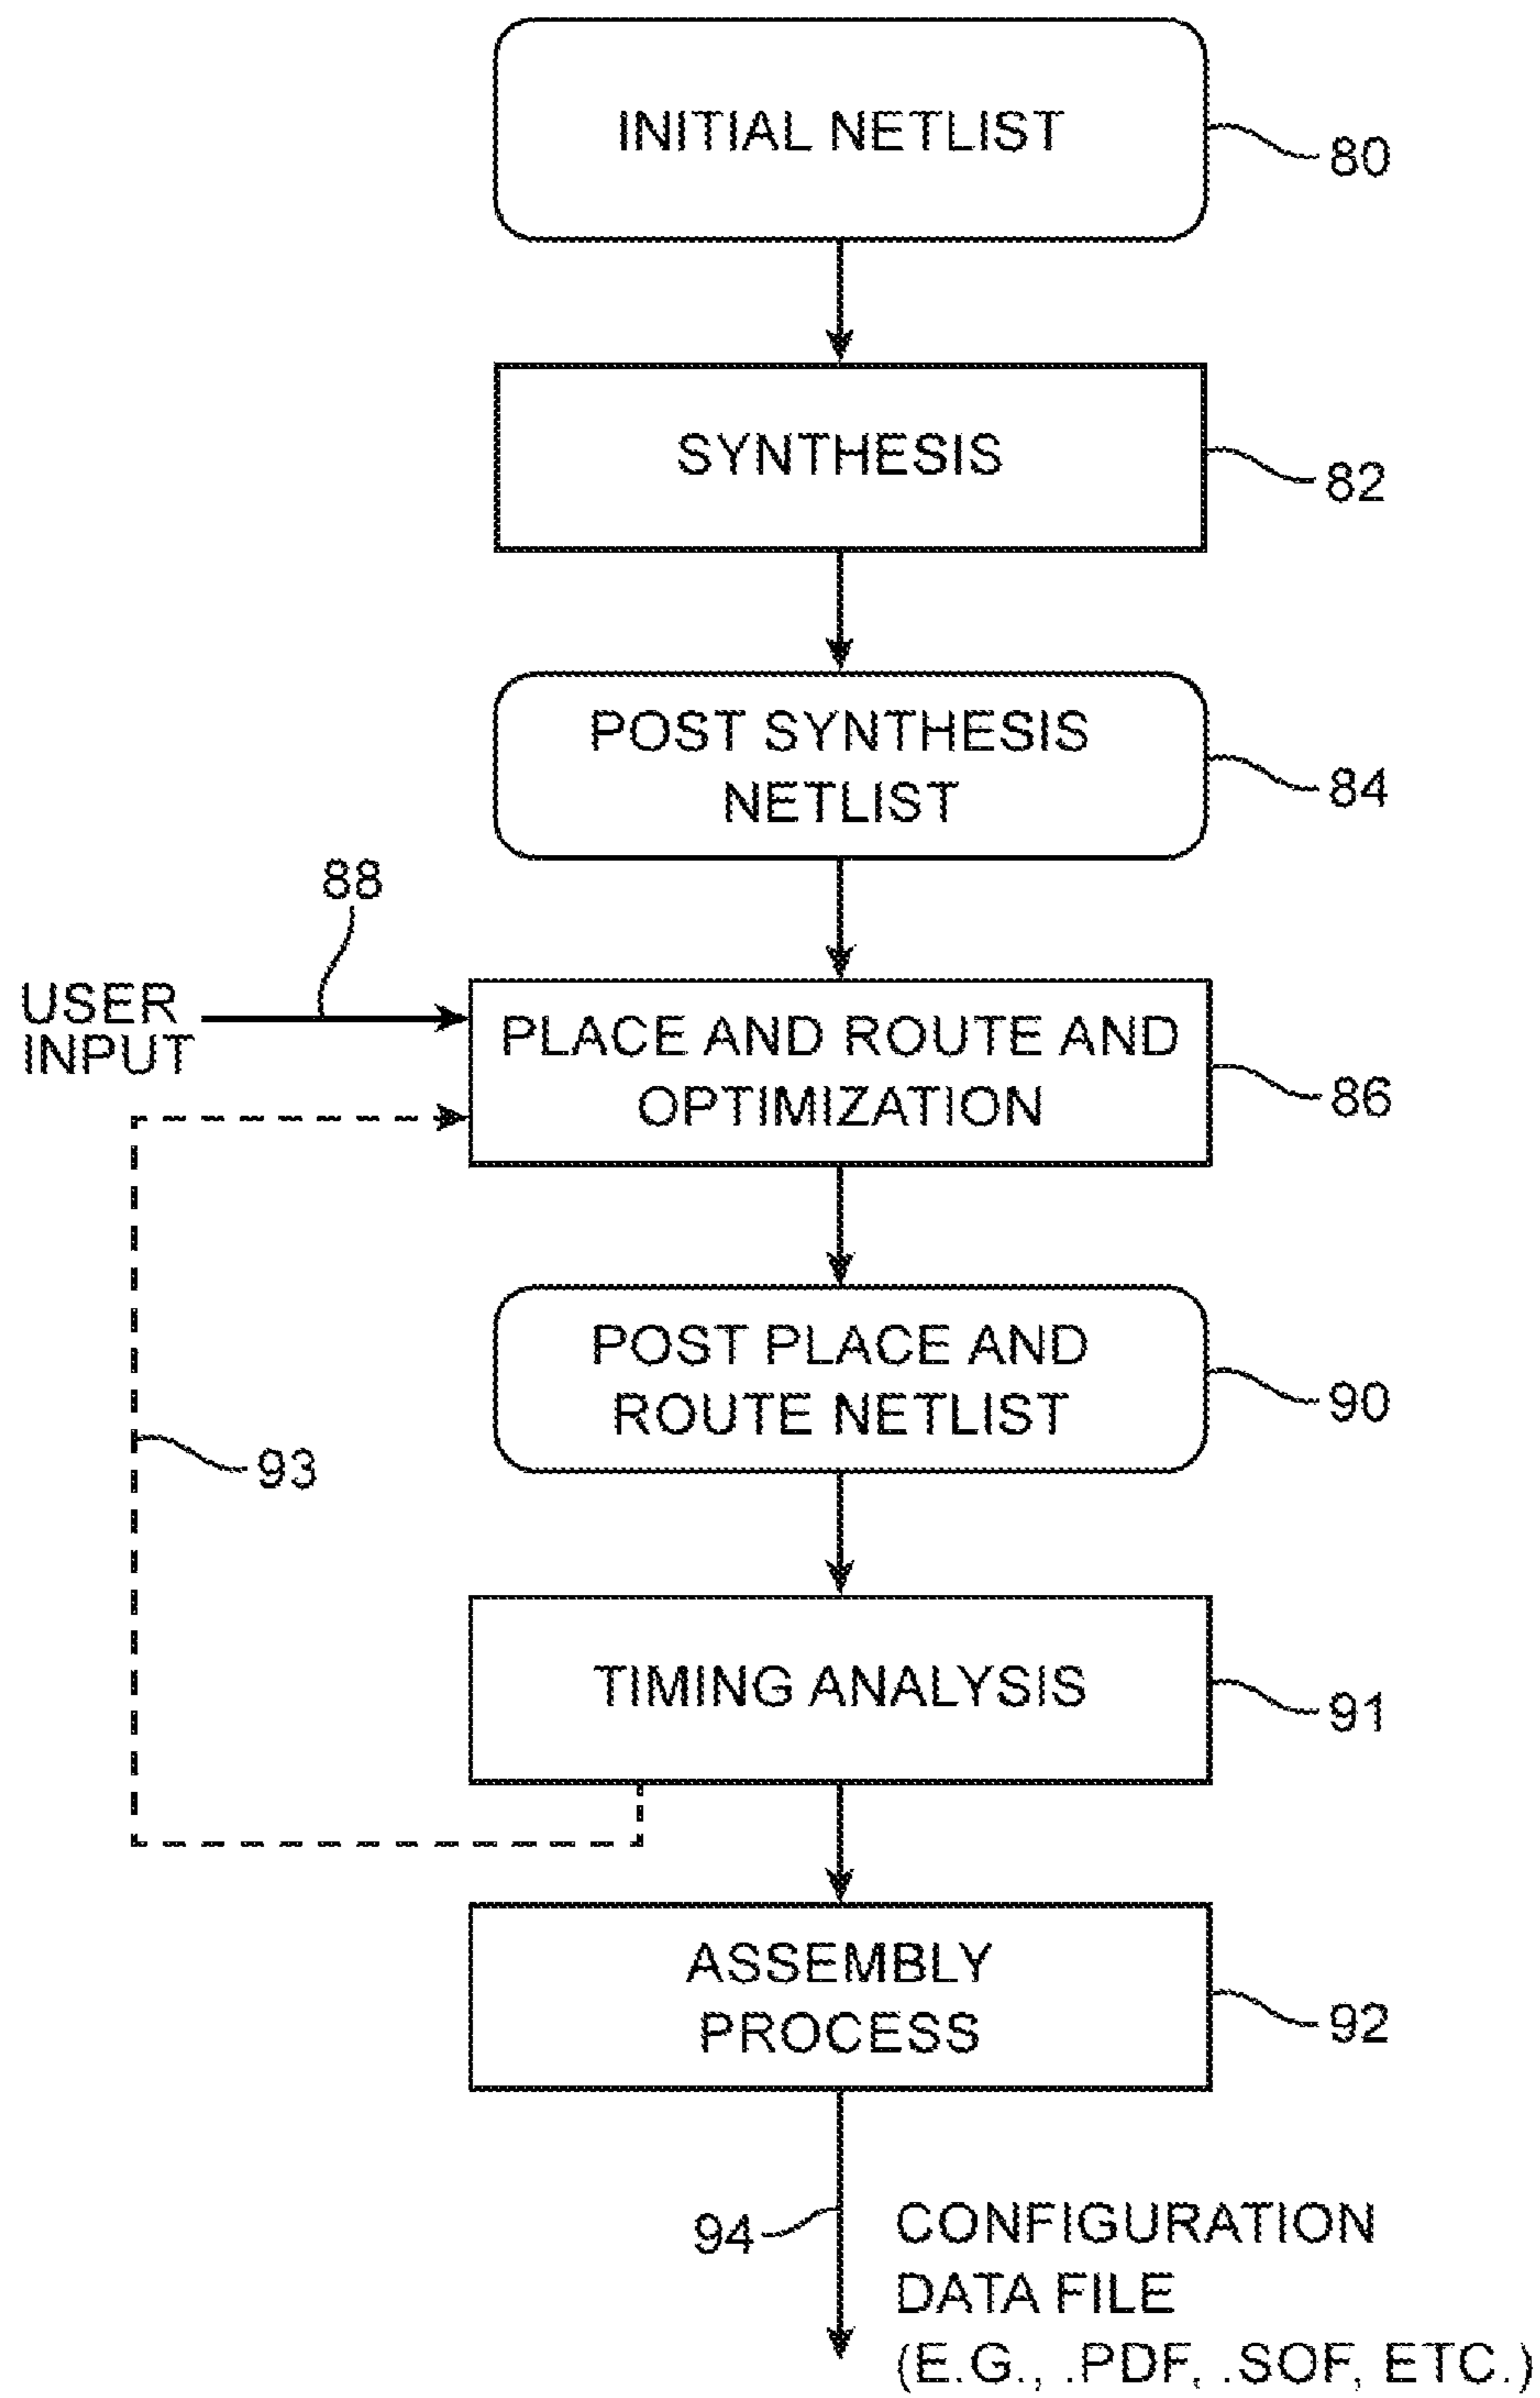 INITIAL NETLIST
80
SYNTHESIS
82
POST SYNTHESIS
NETLIST
84
88
USER
INPUT
PLACE AND ROUTE AND
OPTIMIZATION
86
POST PLACE AND
ROUTE NETLIST
90
93
TIMING ANALYSIS
91
ASSEMBLY
PROCESS
92
94
CONFIGURATION
DATA FILE
(E.G., .PDF, .SOF, ETC.)